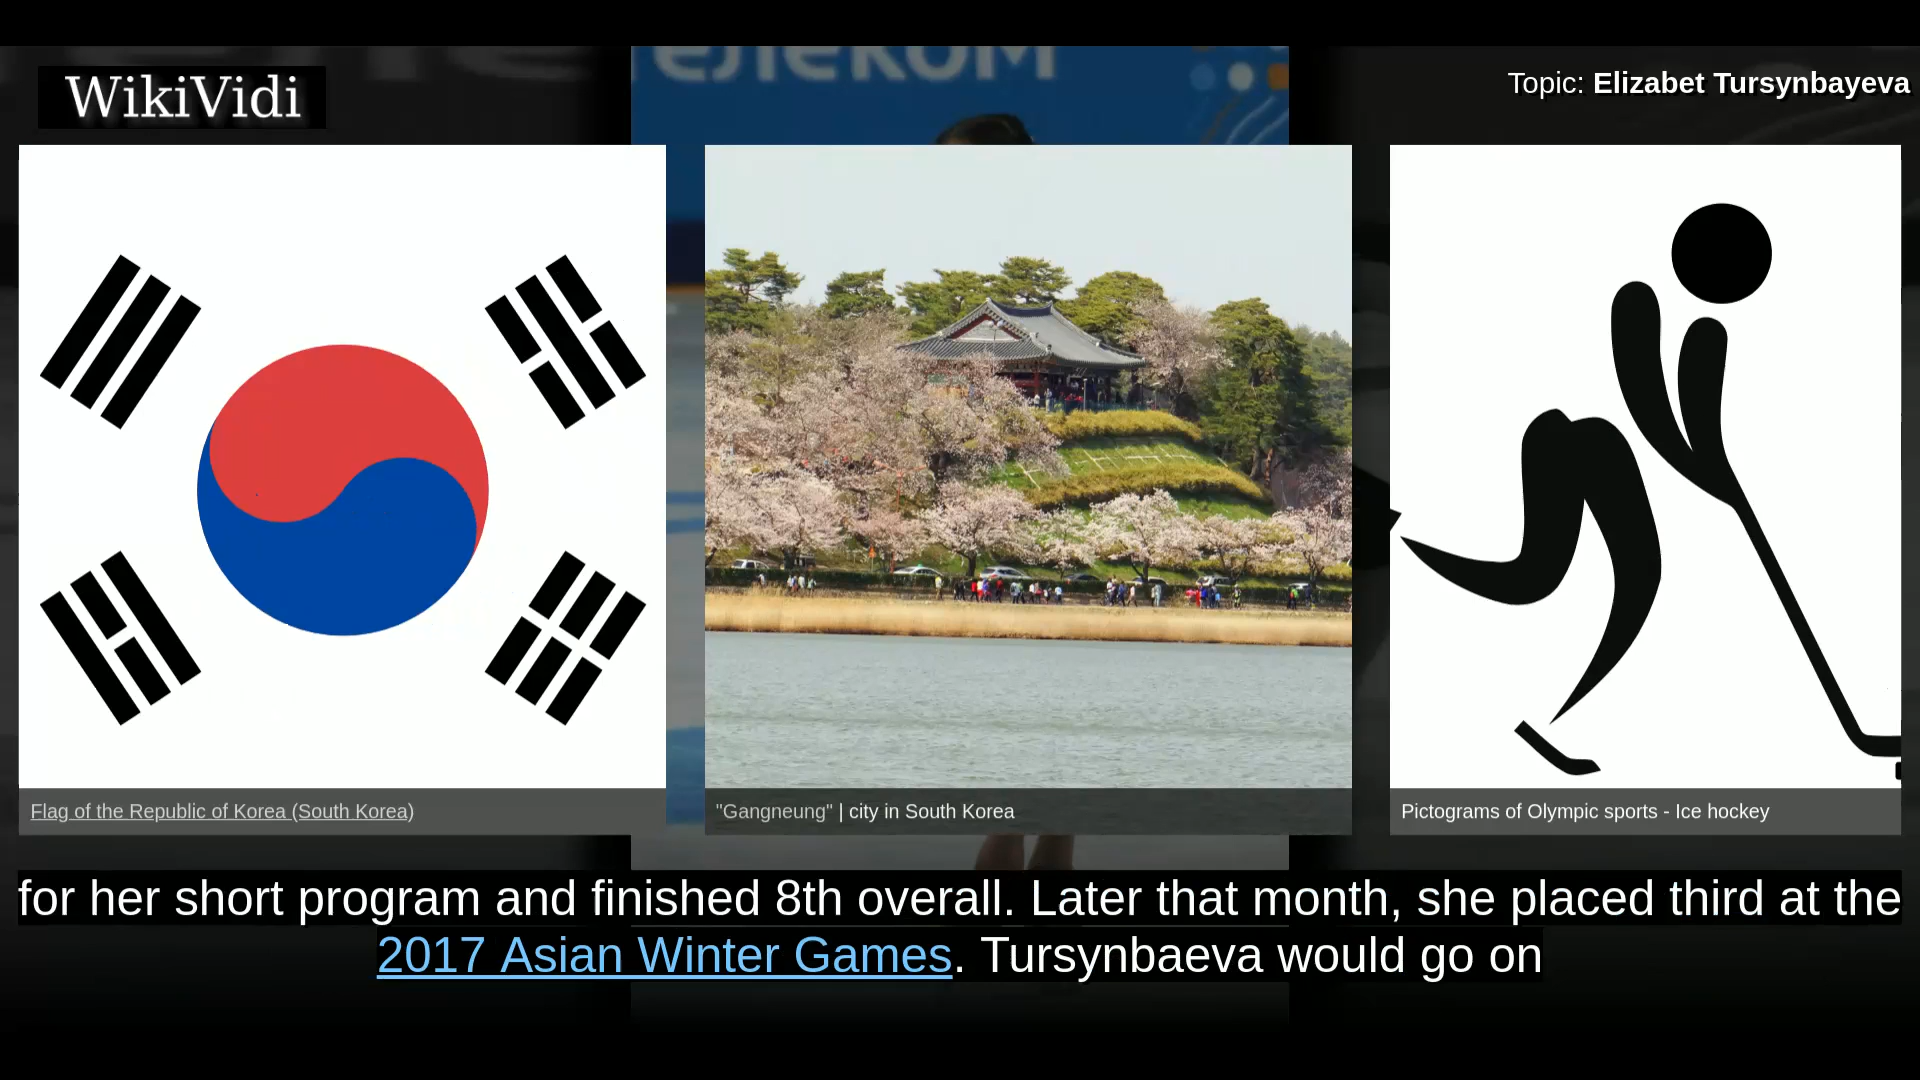 елеком
WikiVidi
Topic: Elizabet Tursynbayeva
Flag of the Republic of Korea (South Korea)
"Gangneung" | city in South Korea
Pictograms of Olympic sports - Ice hockey
for her short program and finished 8th overall. Later that month, she placed third at the
2017 Asian Winter Games. Tursynbaeva would go on